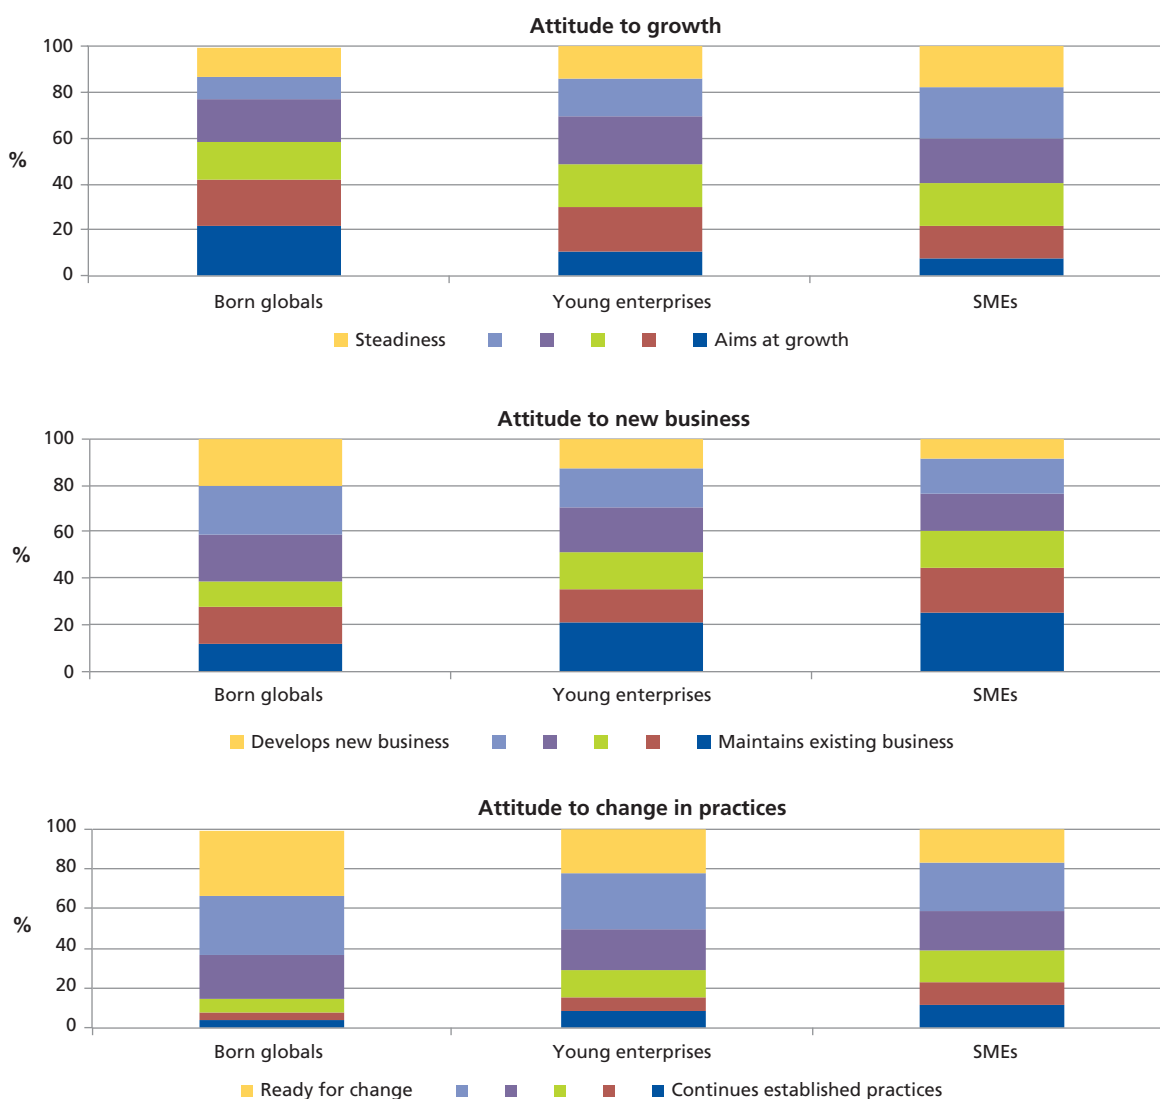 Attitude to growth
100
80
60
%
40
20
0
Born globals Young enterprises SMEs
Steadiness Aims at growth
Attitude to new business
100
80
60
%
40
20
0
Born globals Young enterprises SMEs
Develops new business Maintains existing business
Attitude to change in practices
100
80
60
%
40
20
0
Born globals Young enterprises SMEs
Ready for change Continues established practices